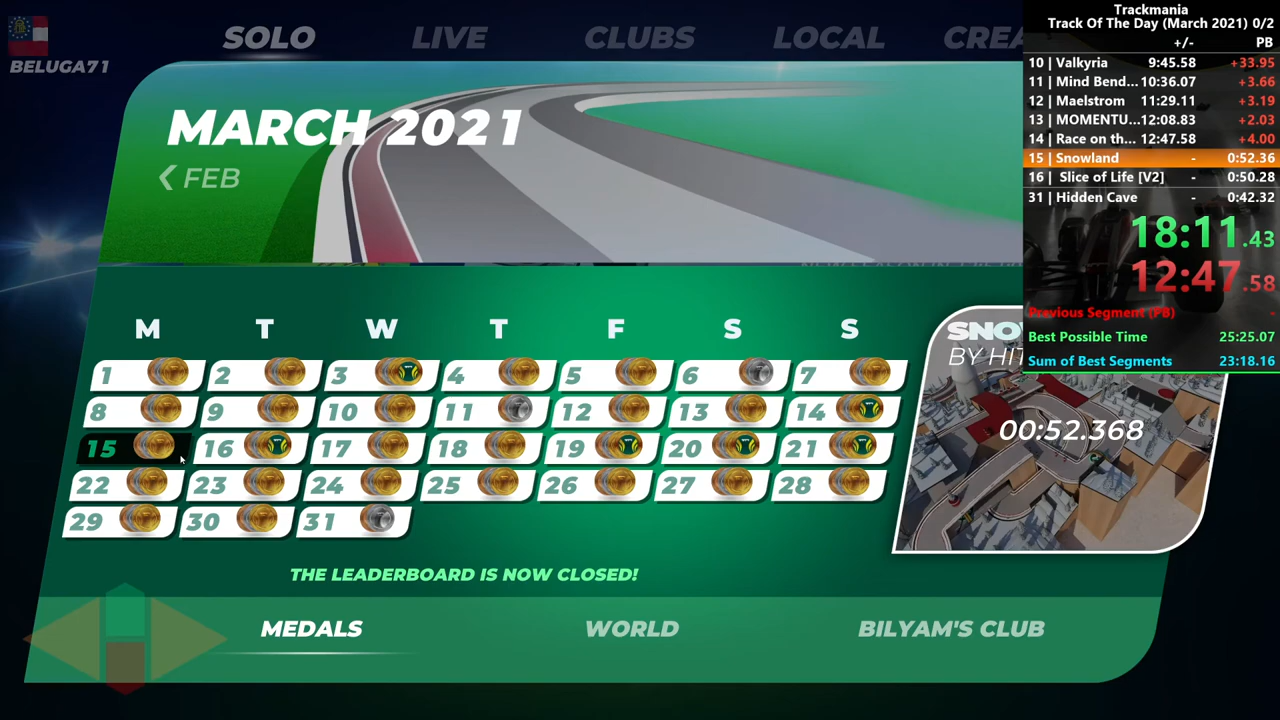 BELUGA71
SOLO
LIVE
CLUBS
LOCAL
CREA
MARCH 2021
FEB
M T W T F S S
1 2 3 4 5 6 7
8 9 10 11 12 13 14
15 16 17 18 19 20 21
22 23 24 25 26 27 28
29 30 31
THE LEADERBOARD IS NOW CLOSED!
MEDALS
WORLD
BILYAM'S CLUB
SNO
BY HIT
00:52.368
Trackmania
Track Of The Day (March 2021) 0/2
+/- PB
10 | Valkyria 9:45.58 +33.95
11 | Mind Bend... 10:36.07 +3.66
12 | Maelstrom 11:29.11 +3.19
13 | MOMENTU... 12:08.83 +2.03
14 | Race on th... 12:47.58 +4.00
15 | Snowland - 0:52.36
16 | Slice of Life [V2] - 0:50.28
31 | Hidden Cave - 0:42.32
18:11.43
12:47.58
Previous Segment (PB) -
Best Possible Time 25:25.07
Sum of Best Segments 23:18.16